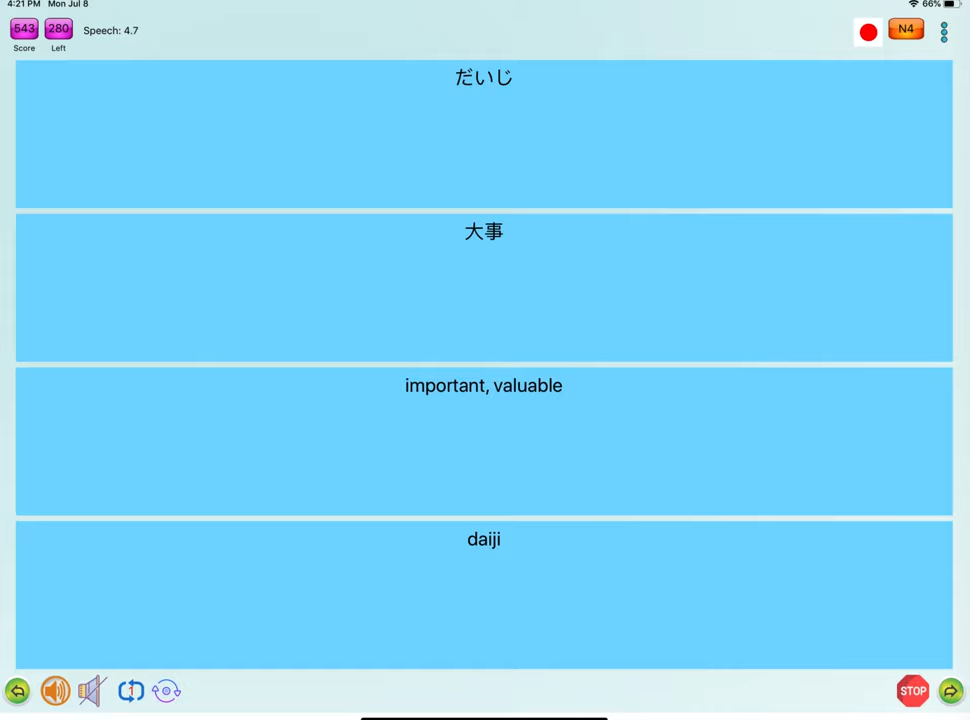 4:21 PM Mon Jul 8
66%
543
280
Speech: 4.7
N4
Score
Left
だいじ
大事
important, valuable
daiji
1
STOP